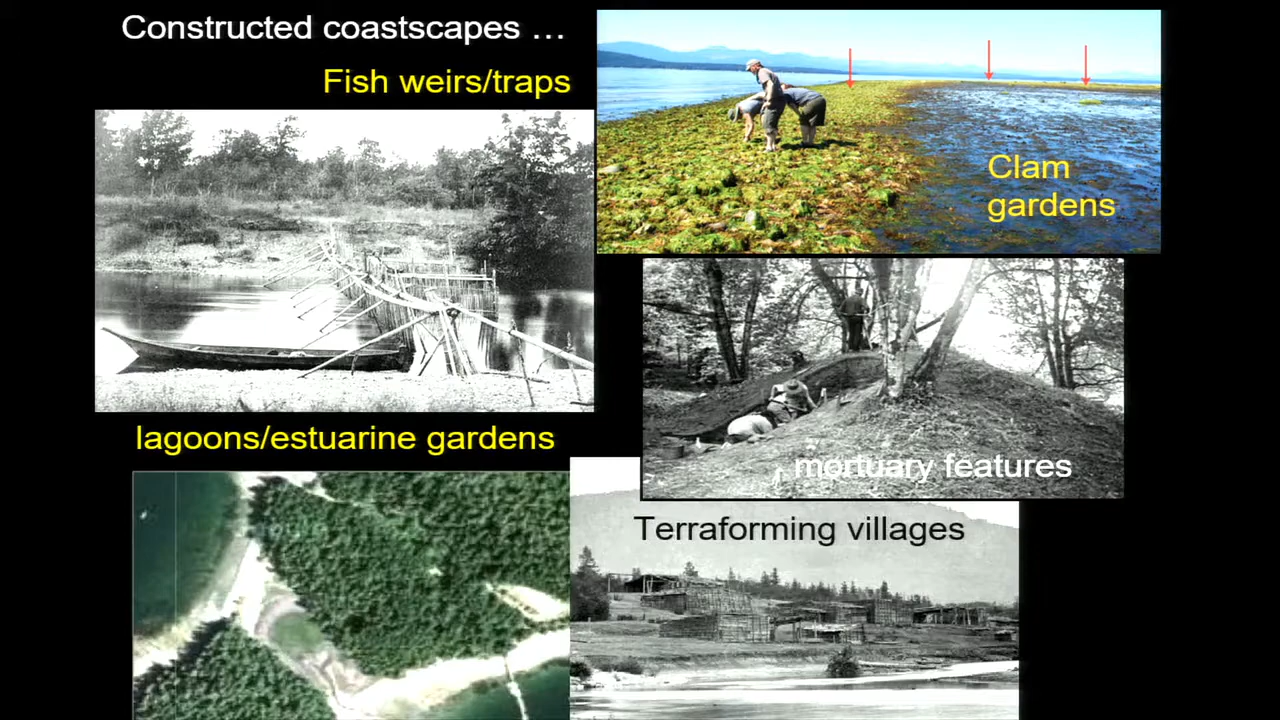 Constructed coastscapes …
Fish weirs/traps
Clam
gardens
lagoons/estuarine gardens
mortuary features
Terraforming villages